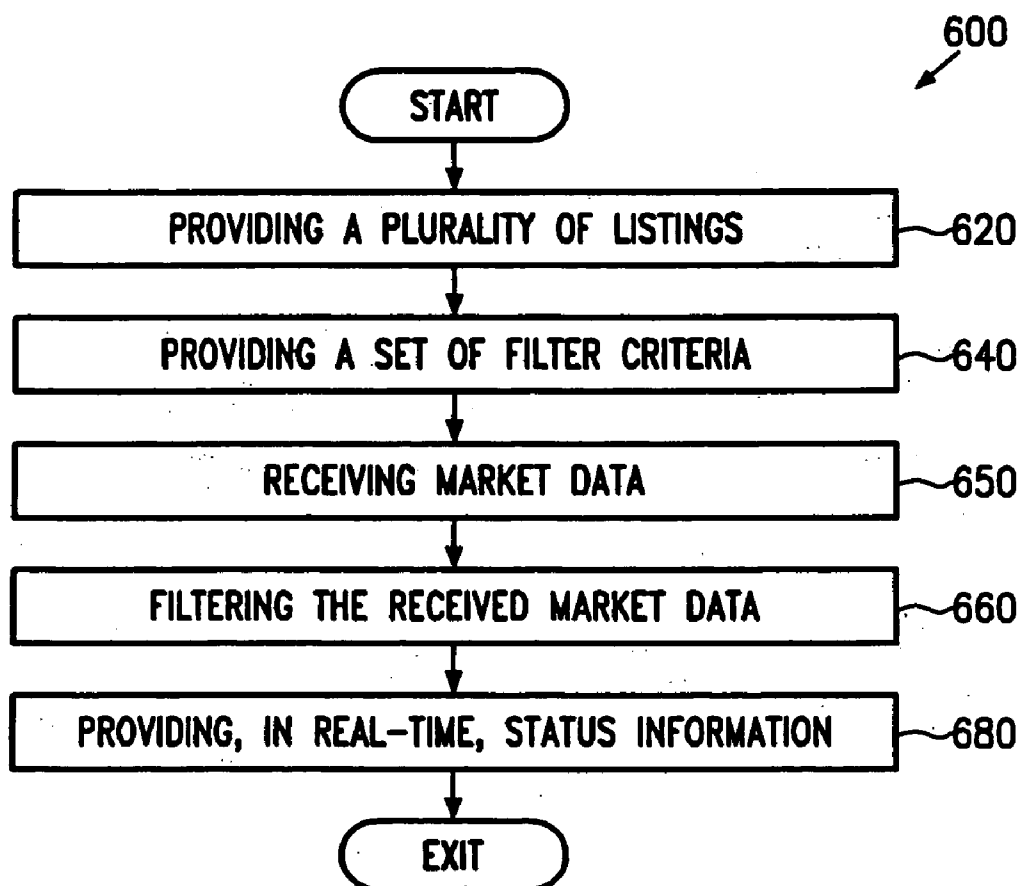 600
START
PROVIDING A PLURALITY OF LISTINGS 620
PROVIDING A SET OF FILTER CRITERIA 640
RECEIVING MARKET DATA 650
FILTERING THE RECEIVED MARKET DATA 660
PROVIDING, IN REAL-TIME, STATUS INFORMATION 680
EXIT